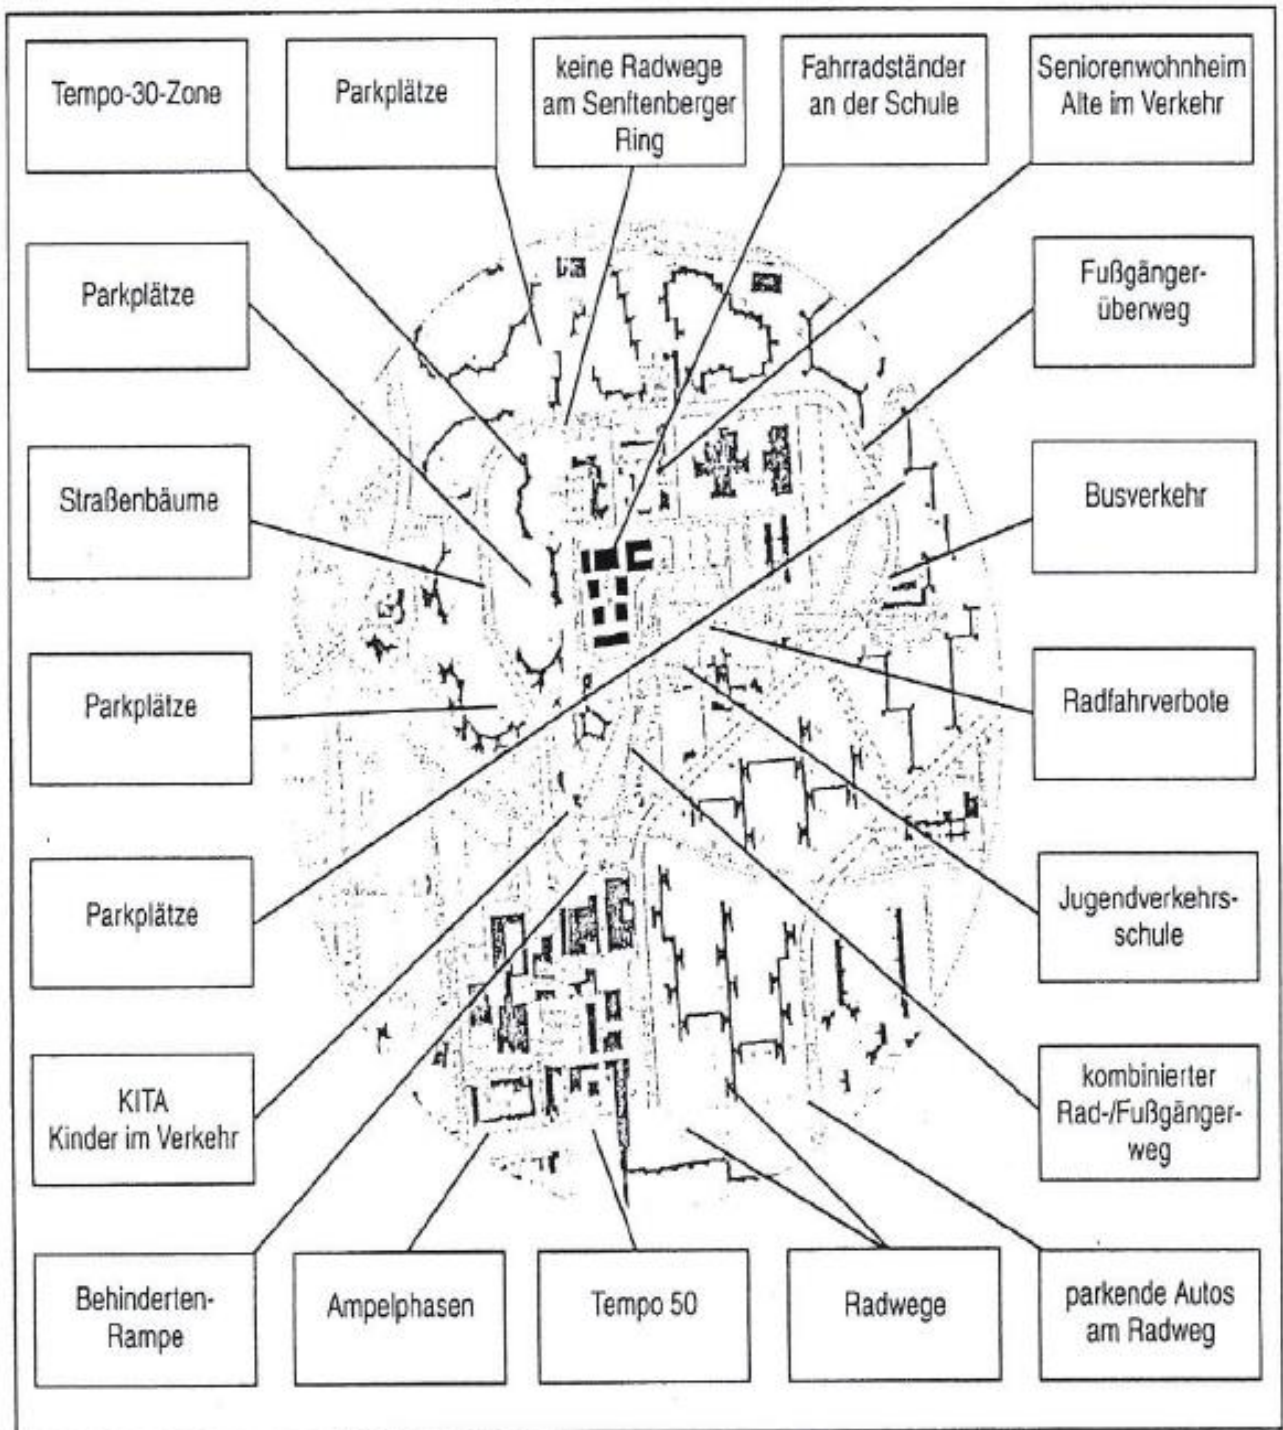 Tempo-30-Zone
Parkplätze
keine Radwege
am Senftenberger
Ring
Fahrradständer
an der Schule
Seniorenwohnheim
Alte im Verkehr
Parkplätze
Fußgänger-
überweg
Straßenbäume
Busverkehr
Parkplätze
Radfahrverbote
Parkplätze
Jugendverkehrs-
schule
KITA
Kinder im Verkehr
kombinierter
Rad-/Fußgänger-
weg
Behinderten-
Rampe
Ampelphasen
Tempo 50
Radwege
parkende Autos
am Radweg